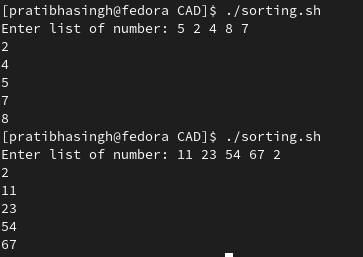 [pratibhasingh@fedora CAD]$ ./sorting.sh
Enter list of number: 5 2 4 8 7
2
4
5
7
8
[pratibhasingh@fedora CAD]$ ./sorting.sh
Enter list of number: 11 23 54 67 2
2
11
23
54
67